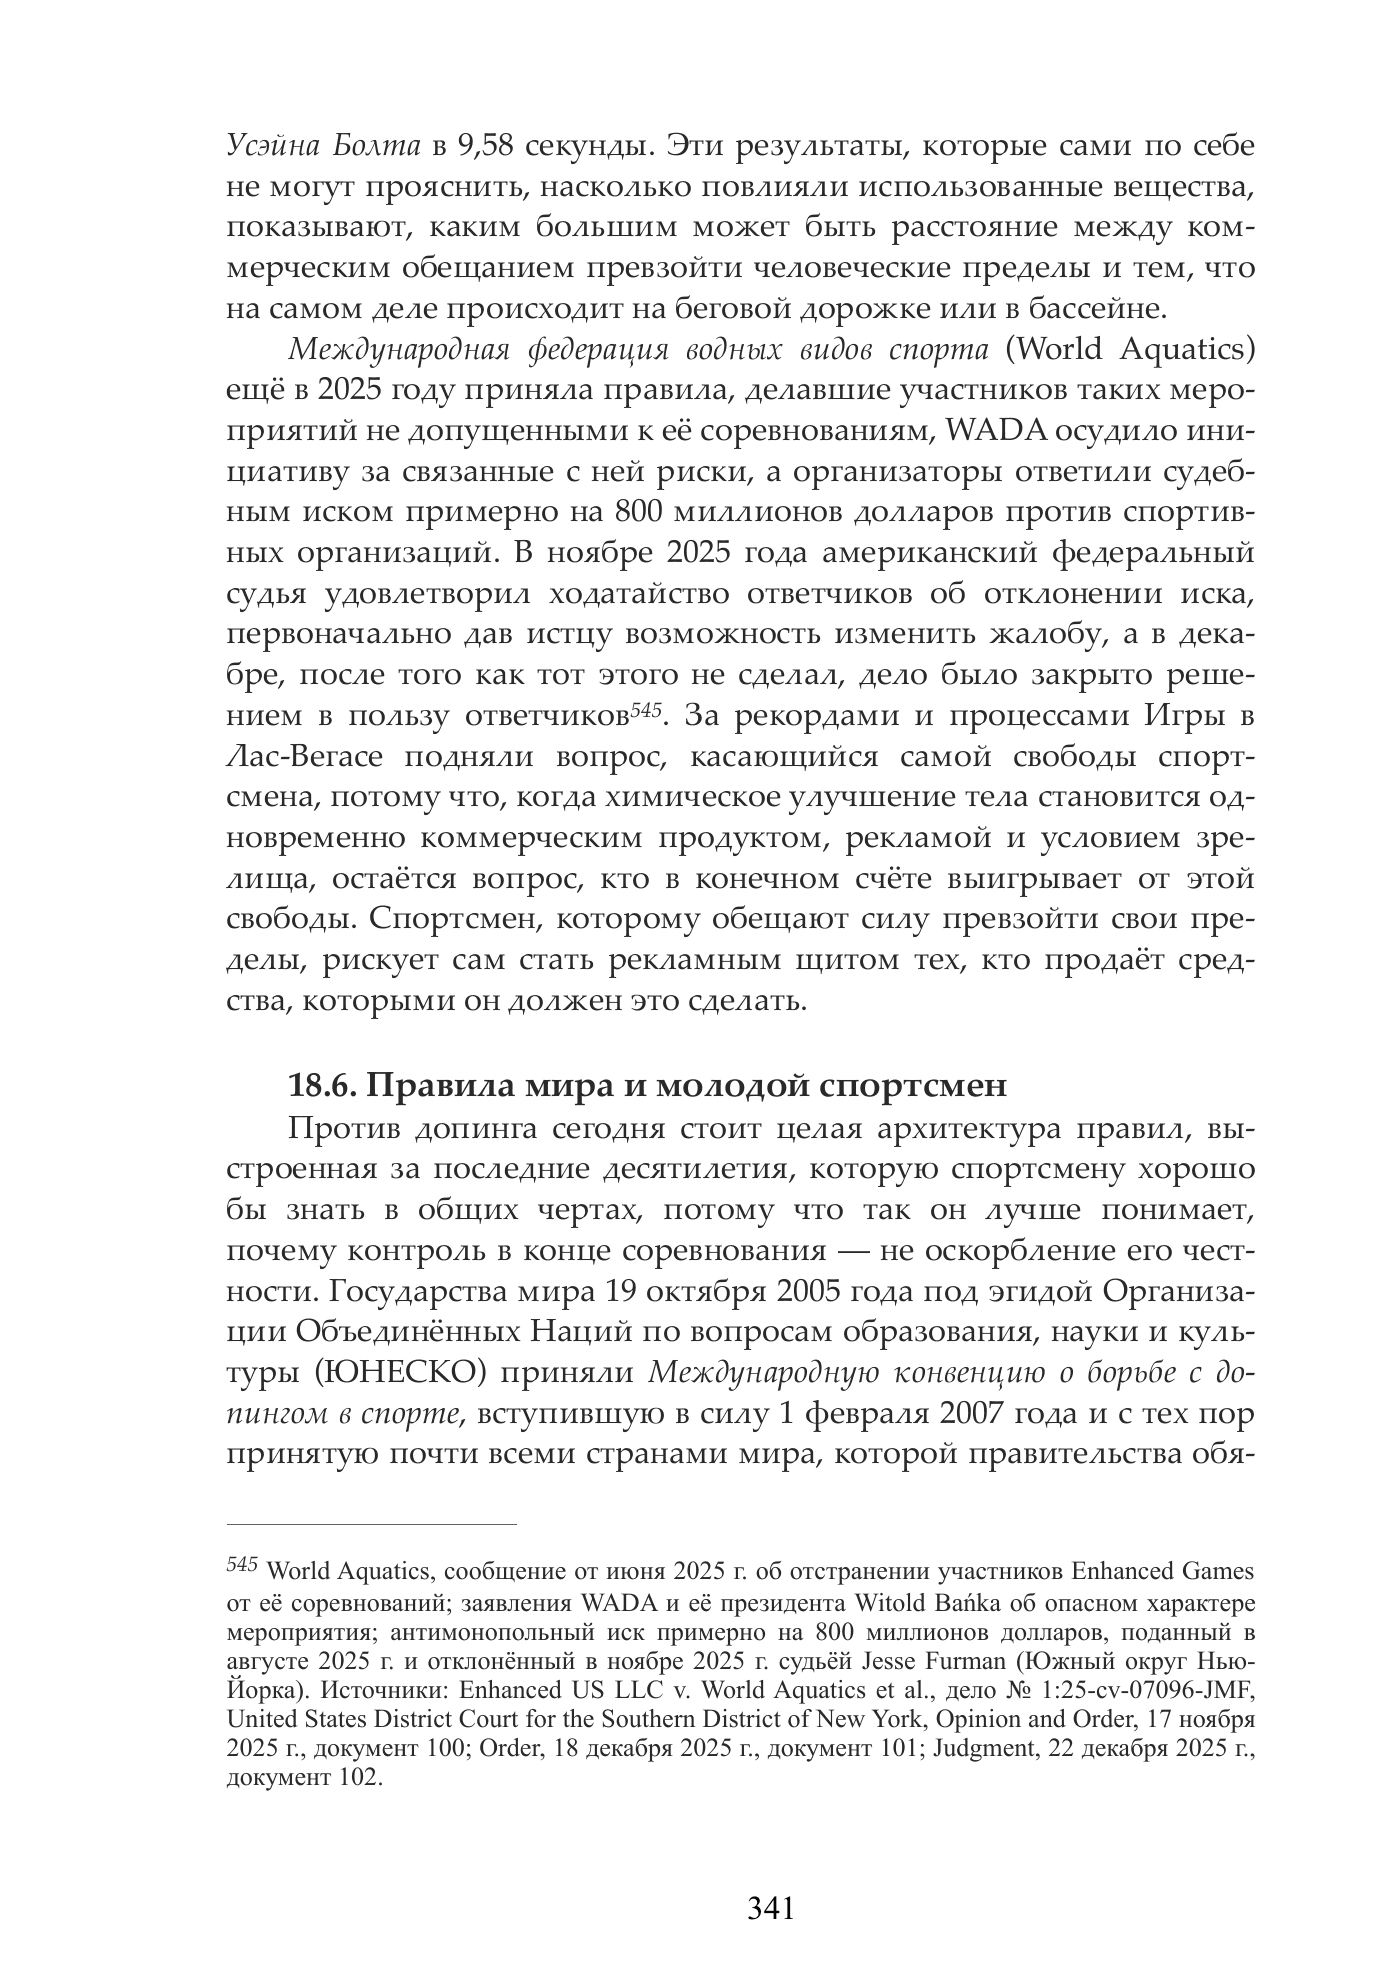 Усэйна Болта в 9,58 секунды. Эти результаты, которые сами по себе
не могут прояснить, насколько повлияли использованные вещества,
показывают, каким большим может быть расстояние между ком-
мерческим обещанием превзойти человеческие пределы и тем, что
на самом деле происходит на беговой дорожке или в бассейне.
Международная федерация водных видов спорта (World Aquatics)
ещё в 2025 году приняла правила, делавшие участников таких меро-
приятий не допущенными к её соревнованиям, WADA осудило ини-
циативу за связанные с ней риски, а организаторы ответили судеб-
ным иском примерно на 800 миллионов долларов против спортив-
ных организаций. В ноябре 2025 года американский федеральный
судья удовлетворил ходатайство ответчиков об отклонении иска,
первоначально дав истцу возможность изменить жалобу, а в дека-
бре, после того как тот этого не сделал, дело было закрыто реше-
нием в пользу ответчиков545. За рекордами и процессами Игры в
Лас-Вегасе подняли вопрос, касающийся самой свободы спорт-
смена, потому что, когда химическое улучшение тела становится од-
новременно коммерческим продуктом, рекламой и условием зре-
лища, остаётся вопрос, кто в конечном счёте выигрывает от этой
свободы. Спортсмен, которому обещают силу превзойти свои пре-
делы, рискует сам стать рекламным щитом тех, кто продаёт сред-
ства, которыми он должен это сделать.
18.6. Правила мира и молодой спортсмен
Против допинга сегодня стоит целая архитектура правил, вы-
строенная за последние десятилетия, которую спортсмену хорошо
бы знать в общих чертах, потому что так он лучше понимает,
почему контроль в конце соревнования — не оскорбление его чест-
ности. Государства мира 19 октября 2005 года под эгидой Организа-
ции Объединённых Наций по вопросам образования, науки и куль-
туры (ЮНЕСКО) приняли Международную конвенцию о борьбе с до-
пингом в спорте, вступившую в силу 1 февраля 2007 года и с тех пор
принятую почти всеми странами мира, которой правительства обя-
545 World Aquatics, сообщение от июня 2025 г. об отстранении участников Enhanced Games
от её соревнований; заявления WADA и её президента Witold Bańka об опасном характере
мероприятия; антимонопольный иск примерно на 800 миллионов долларов, поданный в
августе 2025 г. и отклонённый в ноябре 2025 г. судьёй Jesse Furman (Южный округ Нью-
Йорка). Источники: Enhanced US LLC v. World Aquatics et al., дело № 1:25-cv-07096-JMF,
United States District Court for the Southern District of New York, Opinion and Order, 17 ноября
2025 г., документ 100; Order, 18 декабря 2025 г., документ 101; Judgment, 22 декабря 2025 г.,
документ 102.
341